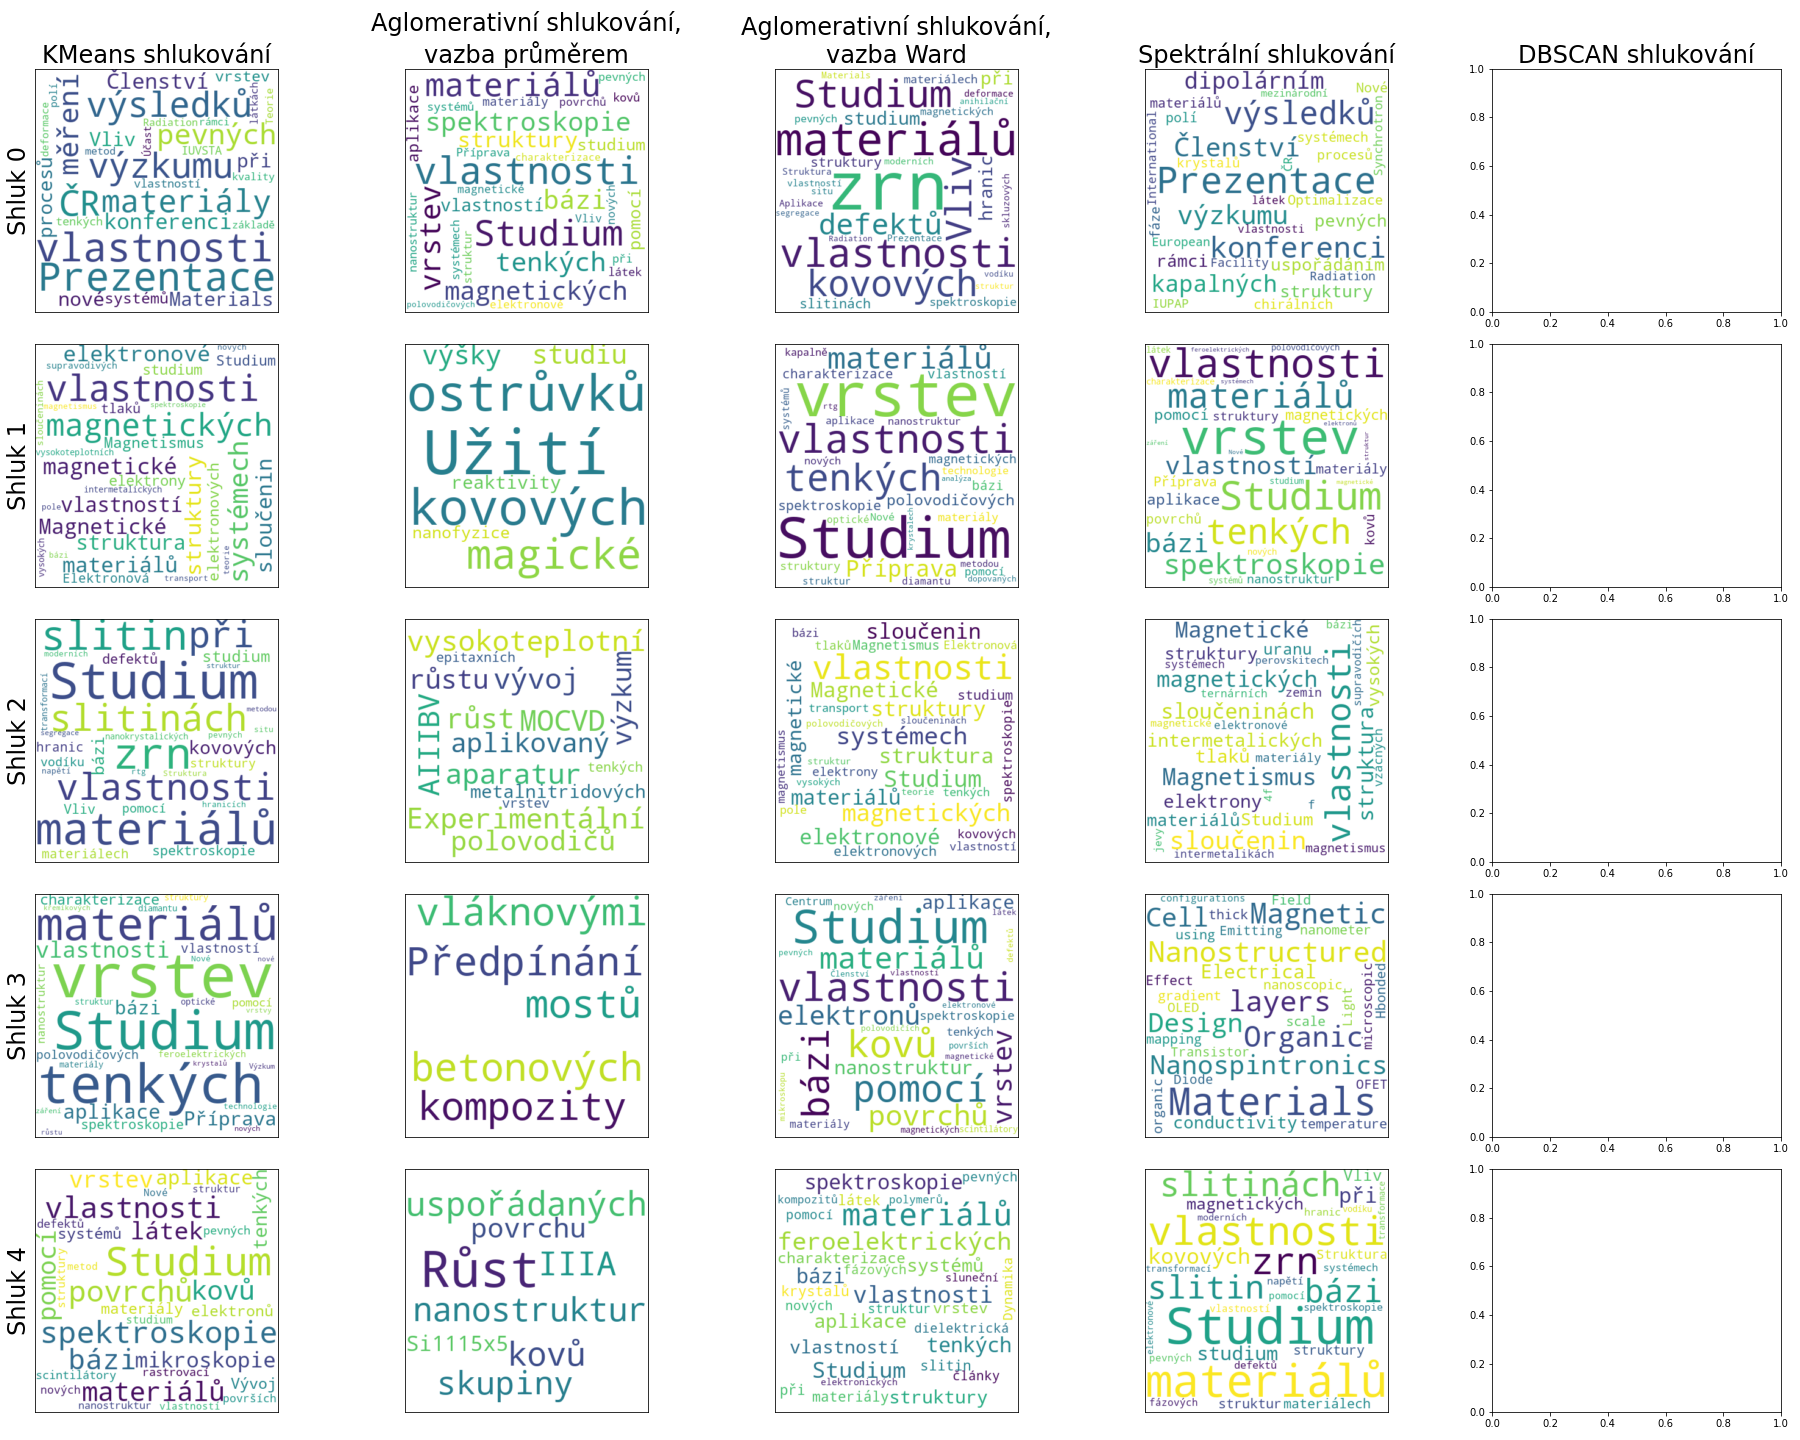 Aglomerativní shlukování,
Aglomerativní shlukování,
KMeans shlukování
vazba průměrem
vazba Ward
Spektrální shlukování
DBSCAN shlukování
Shluk 0
Členství
vrstev
polí
měření
výsledků
látkách
Teorie
deformace
Vliv
Radiation
rámci
Účast
pevných
metod
IUVSTA
výzkumu
při
vlastností
kvality
procesů
ČR
materiály
tenkých
konferenci
základě
vlastnosti
Prezentace
nové
systémů
Materials
materiálů
pevných
aplikace
systémů
materiály
povrchů
kovů
spektroskopie
struktury
studium
Příprava
charakterizace
vlastnosti
magnetické
vlastností
bázi
nových
nanostruktur
vrstev
systémech
struktur
Vliv
Studium
pomocí
tenkých
při
látek
magnetických
polovodičových
elektronové
Materials
materiálech
při
Studium
deformace
anihilační
pevných
studium
magnetických
materiálů
struktury
moderních
Struktura
zrn
Vliv
hranic
vlastností
situ
Aplikace
segregace
defektů
skluzových
Radiation
Prezentace
vlastnosti
kovových
vodíku
struktur
slitinách
spektroskopie
dipolárním
mezinárodní
Nové
materiálů
polí
výsledků
International
Členství
systémech
krystalů
ČR
procesů
synchrotron
Prezentace
fáze
látek
Optimalizace
výzkumu
vlastnosti
pevných
European
konferenci
rámci
Facility
uspořádáním
kapalných
Radiation
struktury
IUPAP
chirálních
1.0
0.8
0.6
0.4
0.2
0.0
0.0 0.2 0.4 0.6 0.8 1.0
Shluk 1
elektronové
nových
supravodivých
studium
Studium
vlastnosti
sloučeninách
magnetismus
tlaků
spektroskopie
magnetických
Magnetismus
vysokoteplotních
magnetické
elektrony
intermetalických
struktury
elektronových
systémech
sloučenin
pole
vlastností
Magnetické
struktura
teorie
vysokých
bází
materiálů
Elektronová
transport
výšky
studiu
ostrůvků
Užití
reaktivity
kovových
nanofyzice
magické
kapalně
materiálů
charakterizace
vlastností
systémů
vrstev
rtg
aplikace
nanostruktur
vlastnosti
nových
magnetických
tenkých
technologie
analýza
bázi
spektroskopie
polovodičových
optické
Nové
krystalech
materiály
Studium
struktury
Příprava
metodou
pomocí
struktur
diamantu
dopovaných
látek
feroelektrických
polovodičových
vlastnosti
charakterizace
systémech
materiálů
pomocí
struktury
magnetických
elektronů
vrstev
záření
Nové
struktur
vlastností
materiály
Příprava
studium
magnetické
aplikace
Studium
povrchů
tenkých
kovů
bázi
nových
spektroskopie
systémů
nanostruktur
1.0
0.8
0.6
0.4
0.2
0.0
0.0 0.2 0.4 0.6 0.8 1.0
Shluk 2
slitin
při
moderních
defektů
studium
struktur
Studium
transformací
slitinách
metodou
segregace
nanokrystalických
pevných
situ
hranic
bázi
zrn
kovových
vodíku
struktury
napětí
rtg
Struktura
vlastnosti
Vliv
pomocí
hranicích
materiálů
materiálech
spektroskopie
vysokoteplotní
epitaxních
růstu
vývoj
výzkum
AIIIBV
růst
MOCVD
aplikovaný
aparatur
tenkých
metalnitridových
vrstev
Experimentální
polovodičů
bázi
sloučenin
tlaků
Magnetismus
Elektronová
magnetické
vlastnosti
Magnetické
studium
transport
struktury
polovodičových
sloučeninách
systémech
spektroskopie
magnetismus
struktur
struktura
elektrony
vysokých
Studium
materiálů
teorie
tenkých
pole
magnetických
elektronové
kovových
elektronových
vlastností
Magnetické
bázi
struktury
uranu
systémech
perovskitech
supravodičích
vysokých
magnetických
ternárních
zemin
sloučeninách
magnetické
elektronové
vlastnosti
struktura
intermetalických
tlaků
materiály
vzácných
Magnetismus
elektrony
4f
f
materiálů
Studium
jevy
sloučenin
intermetalikách
magnetismus
1.0
0.8
0.6
0.4
0.2
0.0
0.0 0.2 0.4 0.6 0.8 1.0
Shluk 3
charakterizace
struktury
křemíkových
diamantu
materiálů
vlastnosti
vlastností
Nové
nové
nanostruktur
vrstev
struktur
bázi
optické
pomocí
vrstvy
Studium
polovodičových
feroelektrických
materiály
krystalů
Výzkum
tenkých
záření
aplikace
Příprava
technologie
spektroskopie
růstu
nových
vláknovými
Předpínání
mostů
betonových
kompozity
Centrum
nových
záření
aplikace
látek
Studium
defektů
pevných
materiálů
Členství
vlastnosti
vlastnosti
elektronů
elektronové
spektroskopie
polovodičích
bázi
kovů
tenkých
površích
při
magnetické
vrstev
nanostruktur
mikroskopu
pomocí
povrchů
materiály
magnetických
scintilátory
configurations
Field
Cell
thick
Magnetic
using
Emitting
nanometer
Nanostructured
Effect
Electrical
nanoscopic
microscopic
Hbonded
gradient
OLED
layers
Light
Design
scale
mapping
Organic
Transistor
Nanospintronics
organic
Diode
OFET
Materials
conductivity
temperature
1.0
0.8
0.6
0.4
0.2
0.0
0.0 0.2 0.4 0.6 0.8 1.0
Shluk 4
vrstev
aplikace
Nové
struktur
vlastnosti
tenkých
defektů
systémů
látek
pevných
pomocí
struktury
metod
Studium
povrchů
kovů
materiály
elektronů
studium
spektroskopie
bázi
mikroskopie
scintilátory
rastrovací
nových
materiálů
Vývoj
površích
nanostruktur
vlastností
uspořádaných
povrchu
Růst
IIIA
nanostruktur
Si1115x5
kovů
skupiny
spektroskopie
pevných
kompozitů
látek
polymerů
pomocí
materiálů
feroelektrických
charakterizace
fázových
systémů
bázi
sluneční
Dynamika
krystalů
vlastnosti
nových
struktur
vrstev
aplikace
dielektrická
vlastností
tenkých
Studium
slitin
elektronických
články
při
materiály
struktury
slitinách
Vliv
magnetických
při
moderních
hranic
vodíku
transformace
vlastnosti
kovových
zrn
Struktura
transformací
systémech
slitin
napětí
pomocí
bázi
elektronové
vlastností
spektroskopie
Studium
pevných
studium
struktury
defektů
materiálů
fázových
struktur
materiálech
1.0
0.8
0.6
0.4
0.2
0.0
0.0 0.2 0.4 0.6 0.8 1.0